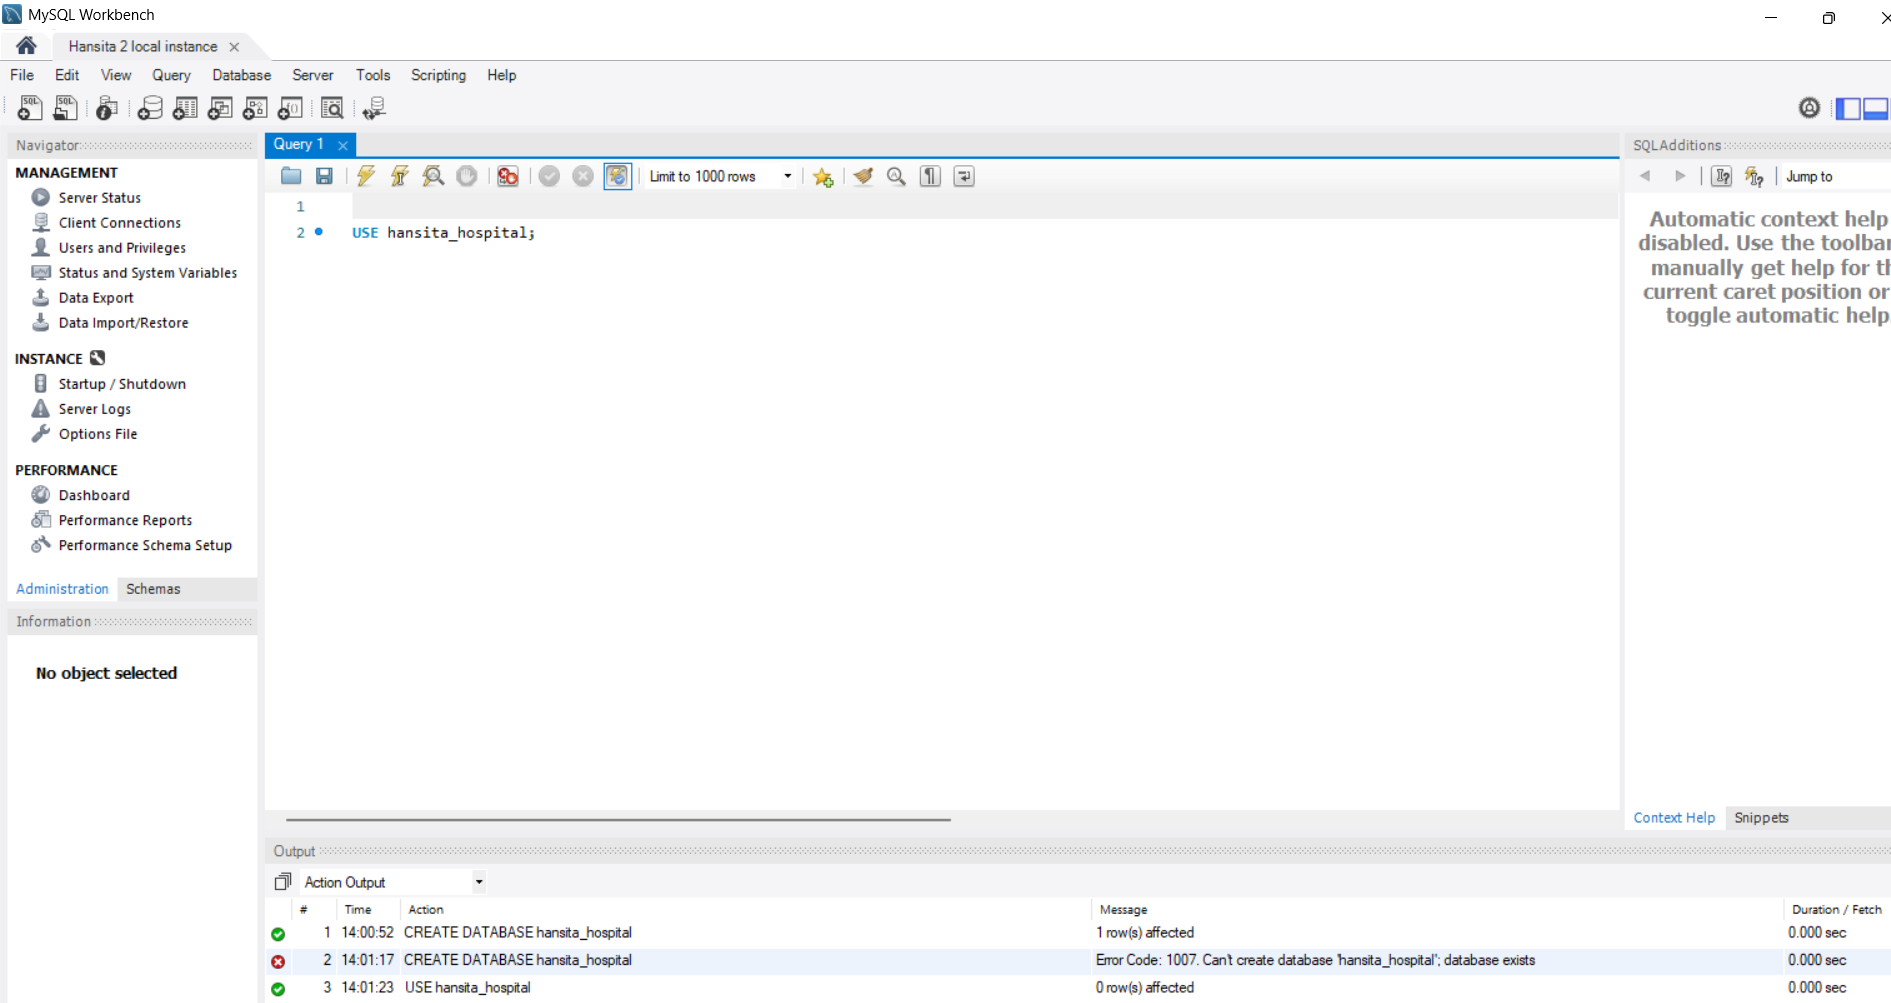 MySQL Workbench
Hansita 2 local instance
File Edit View Query Database Server Tools Scripting Help
Navigator
MANAGEMENT
Server Status
Client Connections
Users and Privileges
Status and System Variables
Data Export
Data Import/Restore
INSTANCE
Startup / Shutdown
Server Logs
Options File
PERFORMANCE
Dashboard
Performance Reports
Performance Schema Setup
Administration Schemas
Information
No object selected
Query 1
Limit to 1000 rows
1
2 USE hansita_hospital;
SQLAdditions
Jump to
Automatic context help
disabled. Use the toolbar
manually get help for th
current caret position or
toggle automatic help.
Context Help Snippets
Output
Action Output
# Time Action Message Duration / Fetch
1 14:00:52 CREATE DATABASE hansita_hospital 1 row(s) affected 0.000 sec
2 14:01:17 CREATE DATABASE hansita_hospital Error Code: 1007. Can't create database 'hansita_hospital'; database exists 0.000 sec
3 14:01:23 USE hansita_hospital 0 row(s) affected 0.000 sec